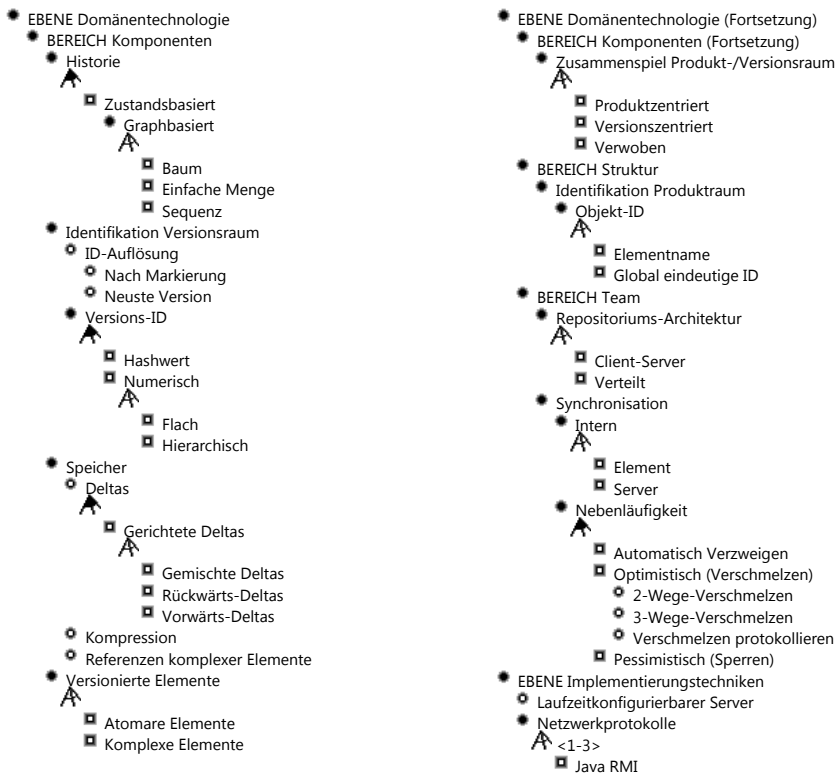 EBENE Domänentechnologie
BEREICH Komponenten
Historie
Zustandsbasiert
Graphbasiert
Baum
Einfache Menge
Sequenz
Identifikation Versionsraum
ID-Auflösung
Nach Markierung
Neuste Version
Versions-ID
Hashwert
Numerisch
Flach
Hierarchisch
Speicher
Deltas
Gerichtete Deltas
Gemischte Deltas
Rückwärts-Deltas
Vorwärts-Deltas
Kompression
Referenzen komplexer Elemente
Versionierte Elemente
Atomare Elemente
Komplexe Elemente
EBENE Domänentechnologie (Fortsetzung)
BEREICH Komponenten (Fortsetzung)
Zusammenspiel Produkt-/Versionsraum
Produktzentriert
Versionszentriert
Verwoben
BEREICH Struktur
Identifikation Produktraum
Objekt-ID
Elementname
Global eindeutige ID
BEREICH Team
Repositoriums-Architektur
Client-Server
Verteilt
Synchronisation
Intern
Element
Server
Nebenläufigkeit
Automatisch Verzweigen
Optimistisch (Verschmelzen)
2-Wege-Verschmelzen
3-Wege-Verschmelzen
Verschmelzen protokollieren
Pessimistisch (Sperren)
EBENE Implementierungstechniken
Laufzeitkonfigurierbarer Server
Netzwerkprotokolle
<1-3>
Java RMI